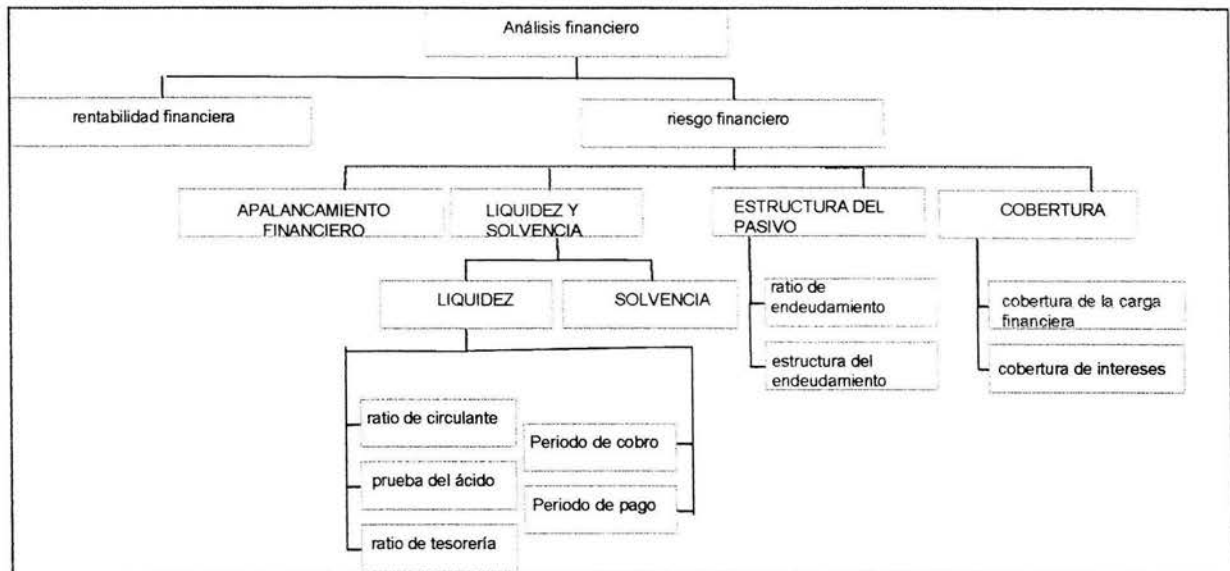 Análisis financiero
rentabilidad financiera
riesgo financiero
APALANCAMIENTO
FINANCIERO
LIQUIDEZ Y
SOLVENCIA
ESTRUCTURA DEL
PASIVO
COBERTURA
LIQUIDEZ
SOLVENCIA
ratio de
endeudamiento
estructura del
endeudamiento
cobertura de la carga
financiera
cobertura de intereses
ratio de circulante
prueba del ácido
ratio de tesorería
Periodo de cobro
Periodo de pago